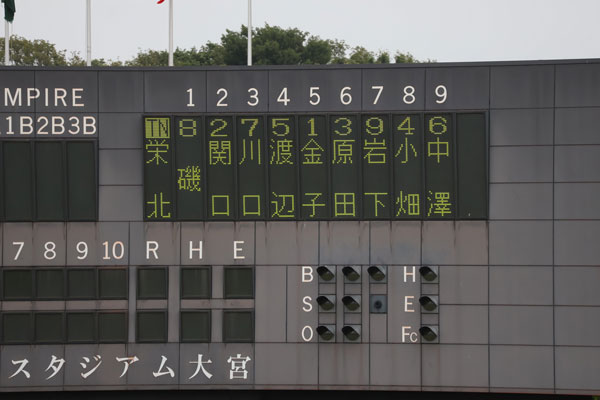 MPIRE
1B2B3B
1 2 3 4 5 6 7 8 9
TN 8 2 7 5 1 3 9 4 6
栄北 磯 関口 川口 渡辺 金子 原田 岩下 小畑 中澤
7 8 9 10 R H E
B H
S E
O Fc
スタジアム大宮